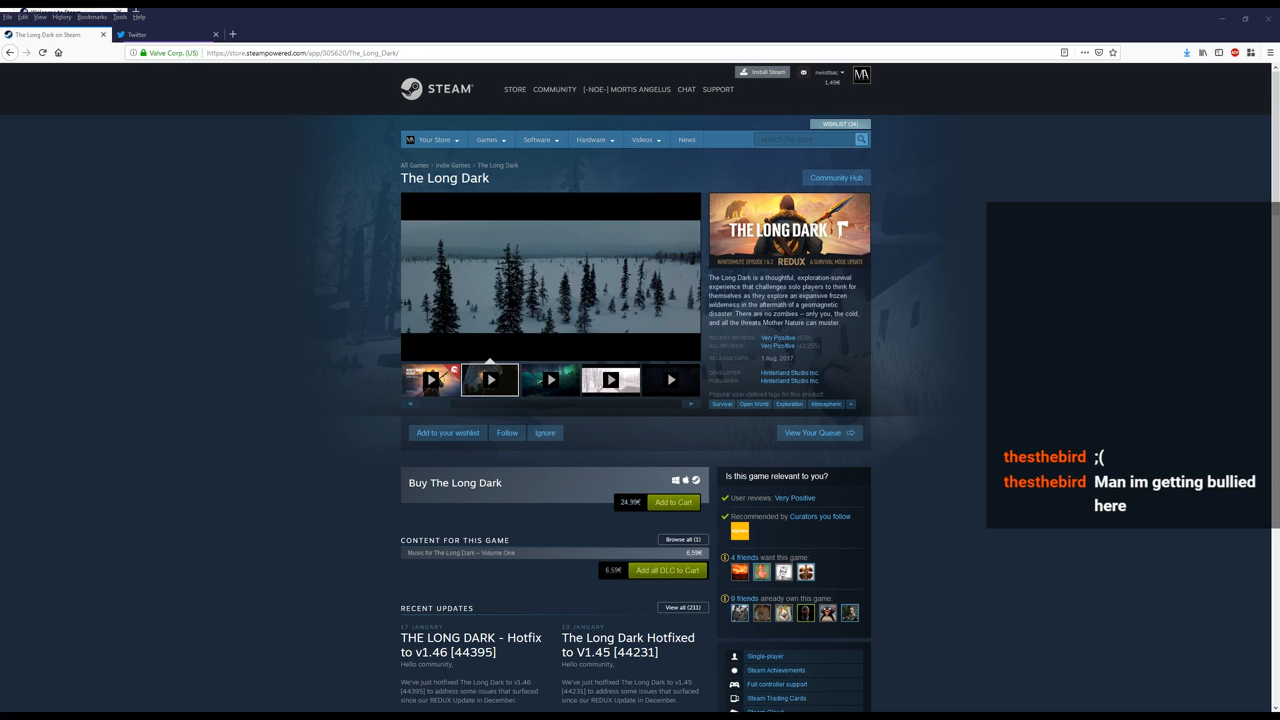 File Edit View History Bookmarks Tools Help
The Long Dark on Steam
Twitter
Valve Corp. (US)
https://store.steampowered.com/app/305620/The_Long_Dark/
Install Steam
1,49€
STEAM
STORE COMMUNITY [-NOE-] MORTIS ANGELUS CHAT SUPPORT
WISHLIST (34)
Your Store Games Software Hardware Videos News
search the store
All Games > Indie Games > The Long Dark
The Long Dark
Community Hub
THE LONG DARK
WINTERMUTE EPISODE 1 & 2 REDUX & SURVIVAL MODE UPDATE
The Long Dark is a thoughtful, exploration-survival
experience that challenges solo players to think for
themselves as they explore an expansive frozen
wilderness in the aftermath of a geomagnetic
disaster. There are no zombies -- only you, the cold,
and all the threats Mother Nature can muster.
RECENT REVIEWS: Very Positive
ALL REVIEWS: Very Positive
RELEASE DATE: 1 Aug, 2017
DEVELOPER: Hinterland Studio Inc.
PUBLISHER: Hinterland Studio Inc.
Popular user-defined tags for this product:
Survival Open World Exploration Atmospheric +
Add to your wishlist Follow Ignore
View Your Queue
Buy The Long Dark
24,99€ Add to Cart
CONTENT FOR THIS GAME
Browse all (1)
Music for The Long Dark -- Volume One 6,59€
6,59€ Add all DLC to Cart
RECENT UPDATES
View all (211)
17 JANUARY
THE LONG DARK - Hotfix
to v1.46 [44395]
Hello community,
We've just hotfixed The Long Dark to v1.46
[44395] to address some issues that surfaced
since our REDUX Update in December.
10 JANUARY
The Long Dark Hotfixed
to V1.45 [44231]
Hello community,
We've just hotfixed The Long Dark to v1.45
[44231] to address some issues that surfaced
since our REDUX Update in December.
Is this game relevant to you?
User reviews: Very Positive
Recommended by Curators you follow
4 friends want this game:
9 friends already own this game:
Single-player
Steam Achievements
Full controller support
Steam Trading Cards
Steam Cloud
thesthebird ;(
thesthebird Man im getting bullied
here